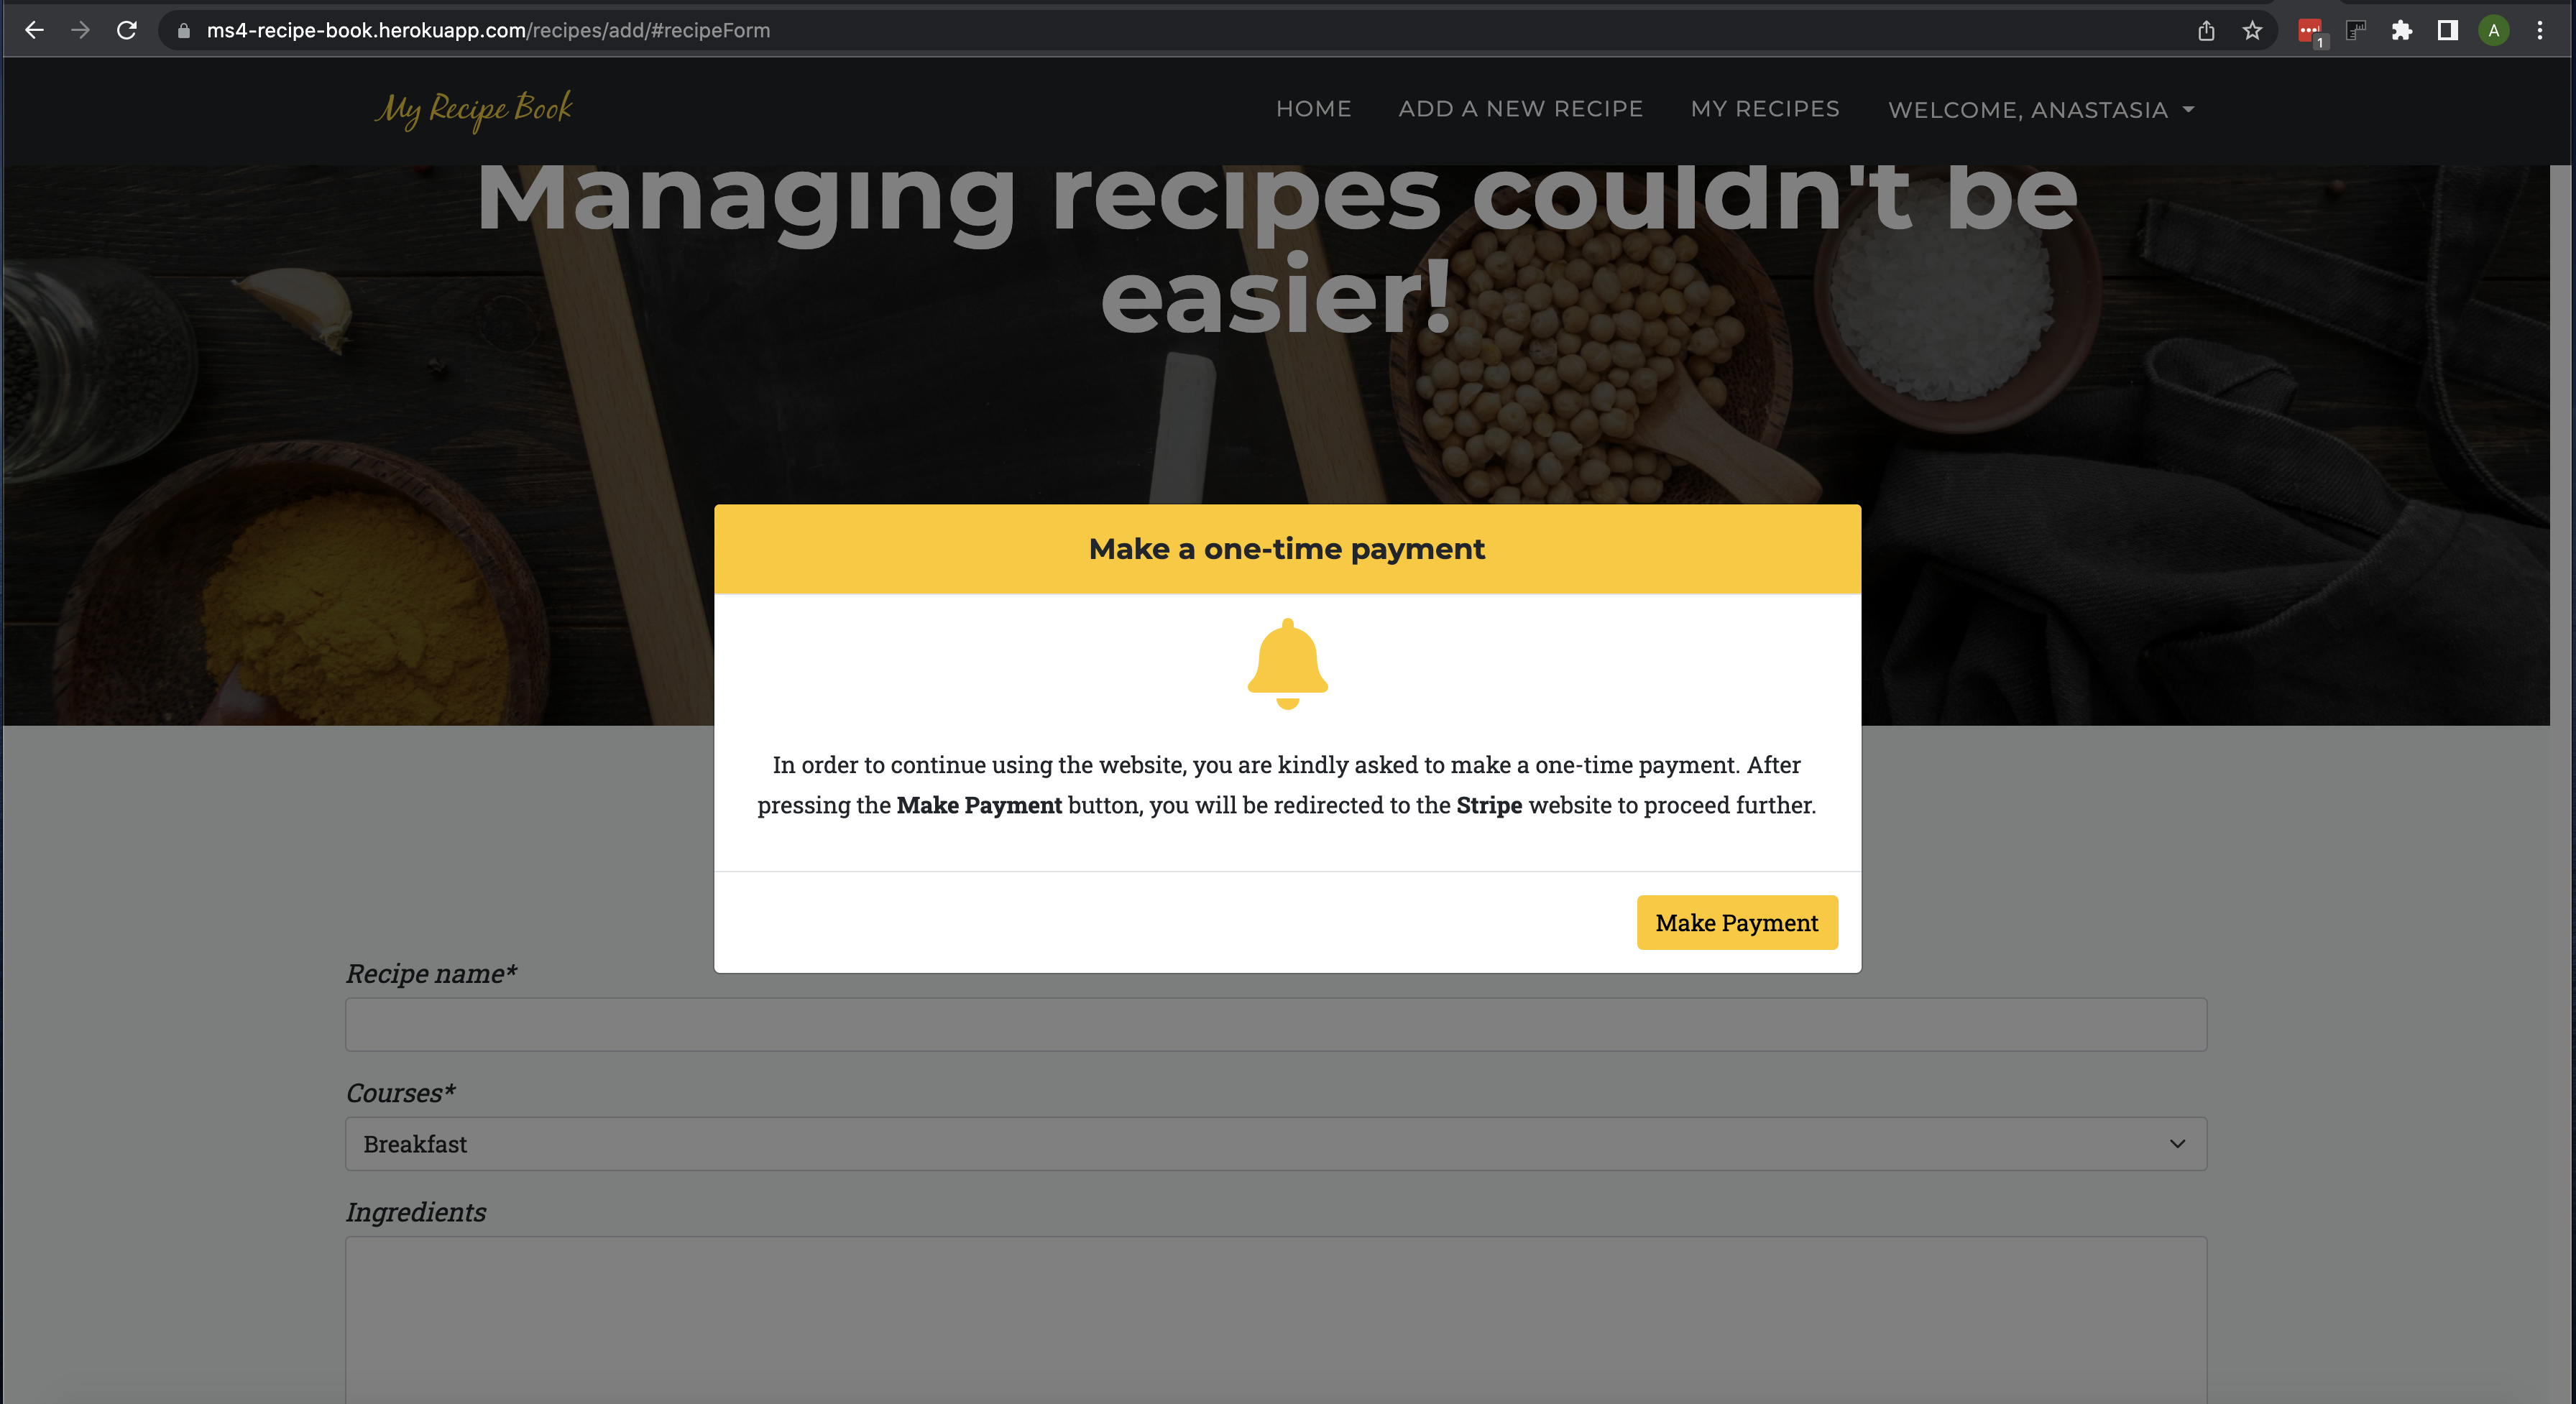 ms4-recipe-book.herokuapp.com/recipes/add/#recipeForm
1
A
My Recipe Book
HOME
ADD A NEW RECIPE
MY RECIPES
WELCOME, ANASTASIA
Managing recipes couldn't be
easier!
Make a one-time payment
In order to continue using the website, you are kindly asked to make a one-time payment. After
pressing the Make Payment button, you will be redirected to the Stripe website to proceed further.
Make Payment
Recipe name*
Courses*
Breakfast
Ingredients